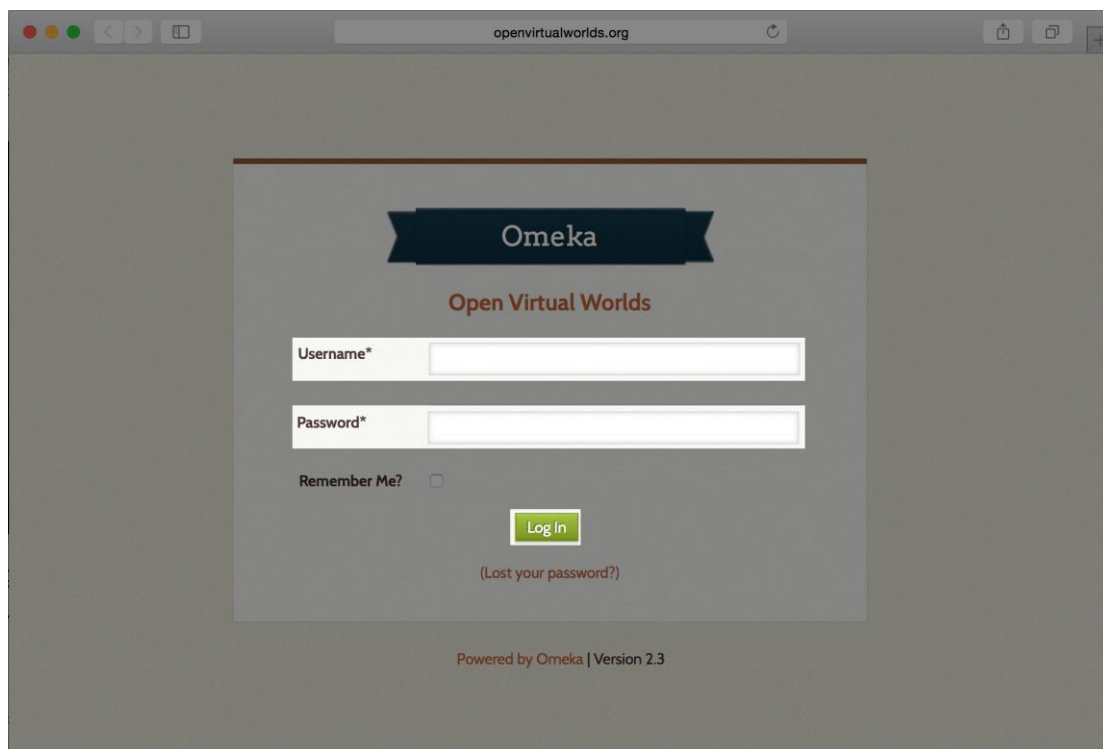 openvirtualworlds.org
Omeka
Open Virtual Worlds
Username*
Password*
Remember Me?
Log In
(Lost your password?)
Powered by Omeka | Version 2.3